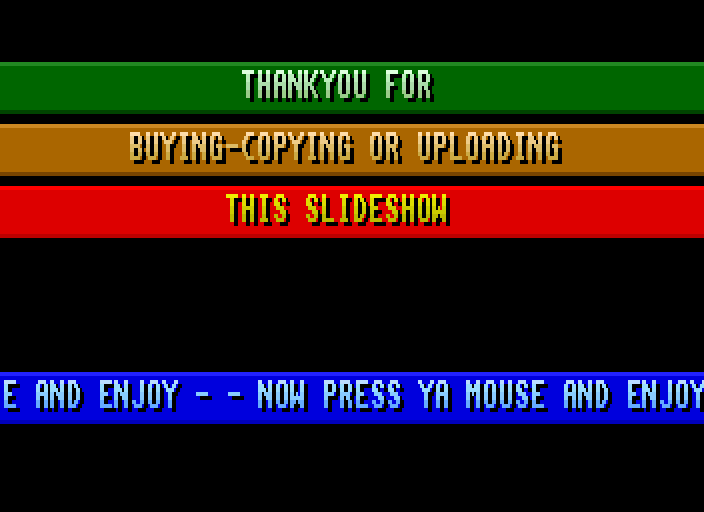 THANKYOU FOR
BUYING-COPYING OR UPLOADING
THIS SLIDESHOW
E AND ENJOY - - NOW PRESS YA MOUSE AND ENJOY